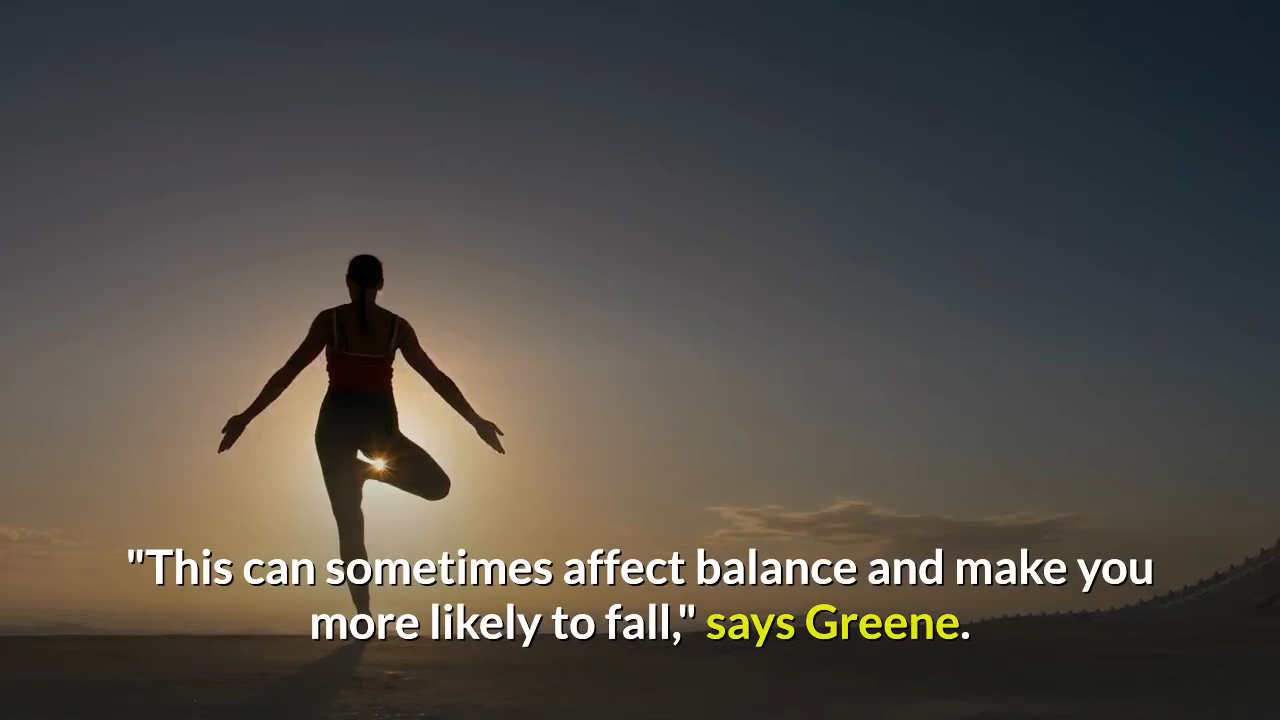 "This can sometimes affect balance and make you
more likely to fall," says Greene.